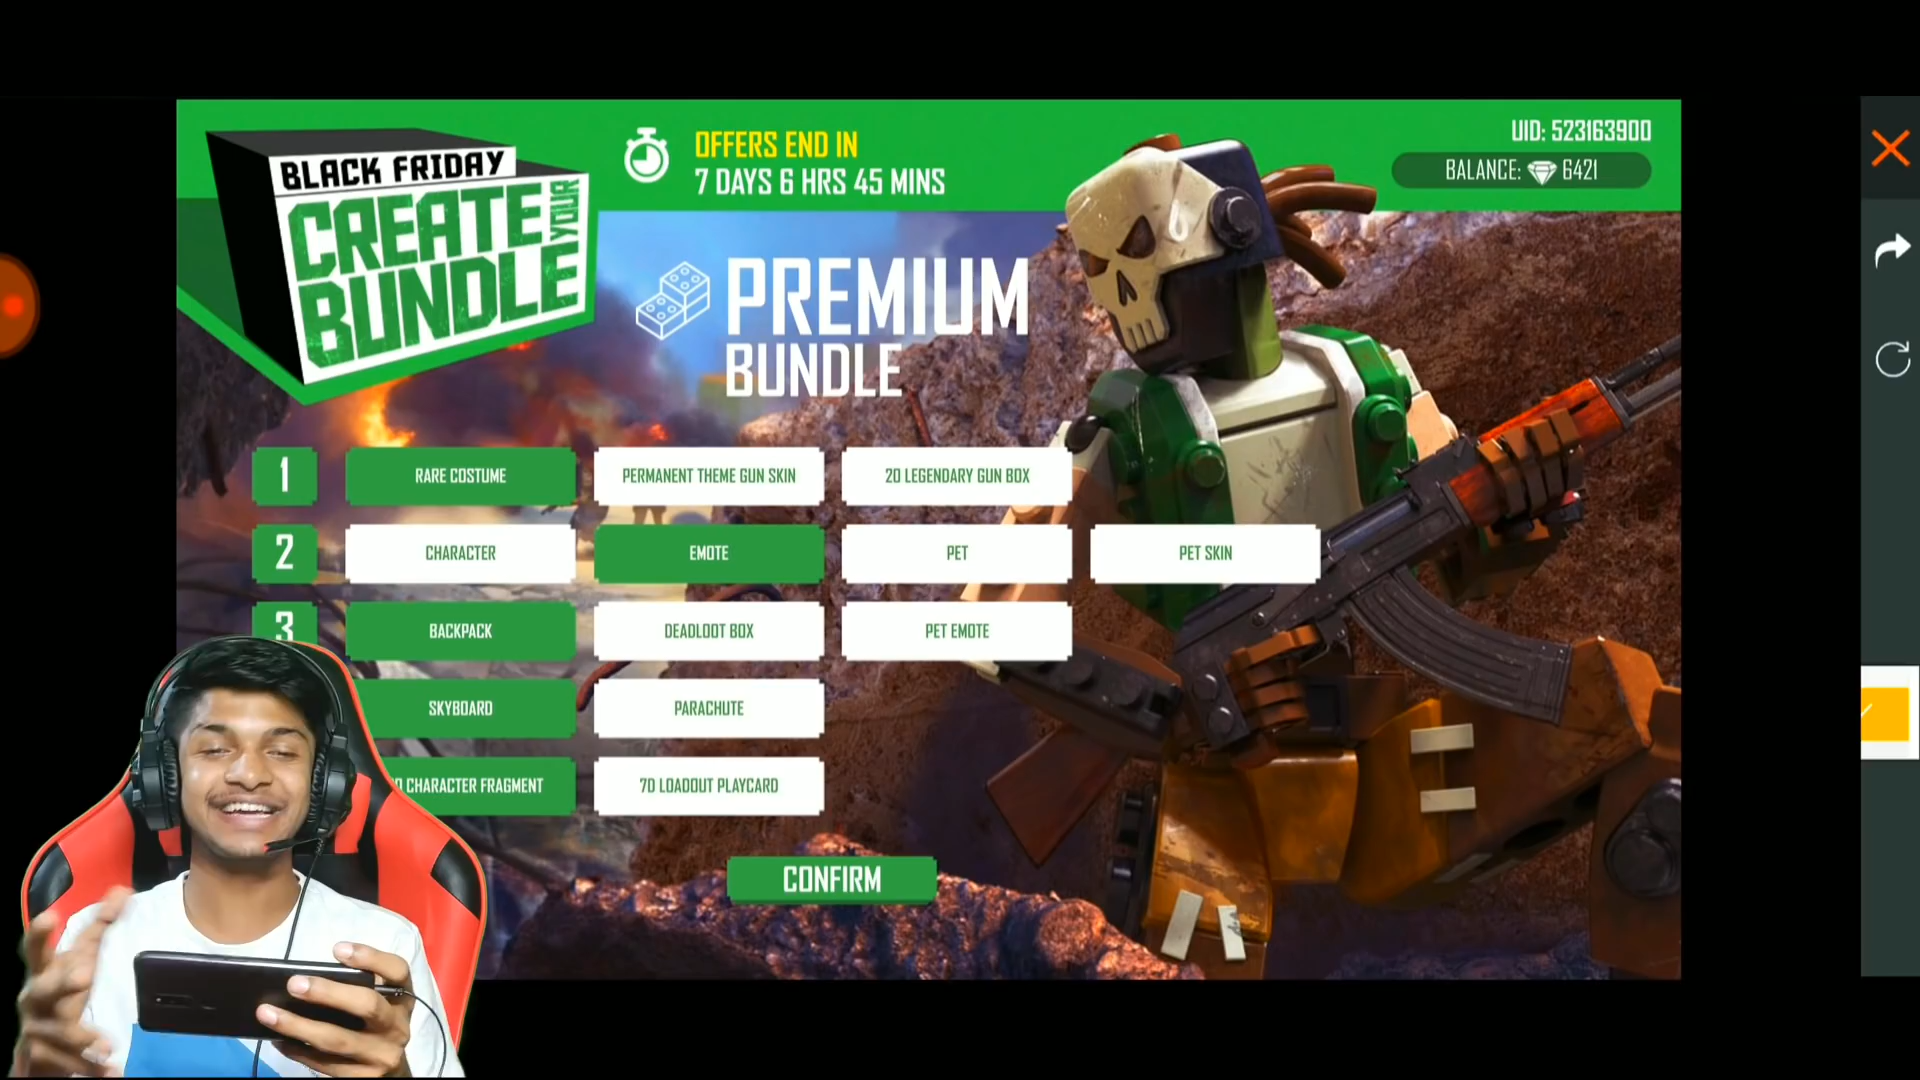 BLACK FRIDAY
CREATE YOUR
BUNDLE
OFFERS END IN
7 DAYS 6 HRS 45 MINS
UID: 523163900
BALANCE: 6421
PREMIUM
BUNDLE
1 RARE COSTUME PERMANENT THEME GUN SKIN 20 LEGENDARY GUN BOX
2 CHARACTER EMOTE PET PET SKIN
3 BACKPACK DEADLOOT BOX PET EMOTE
SKYBOARD PARACHUTE
CHARACTER FRAGMENT 7D LOADOUT PLAYCARD
CONFIRM